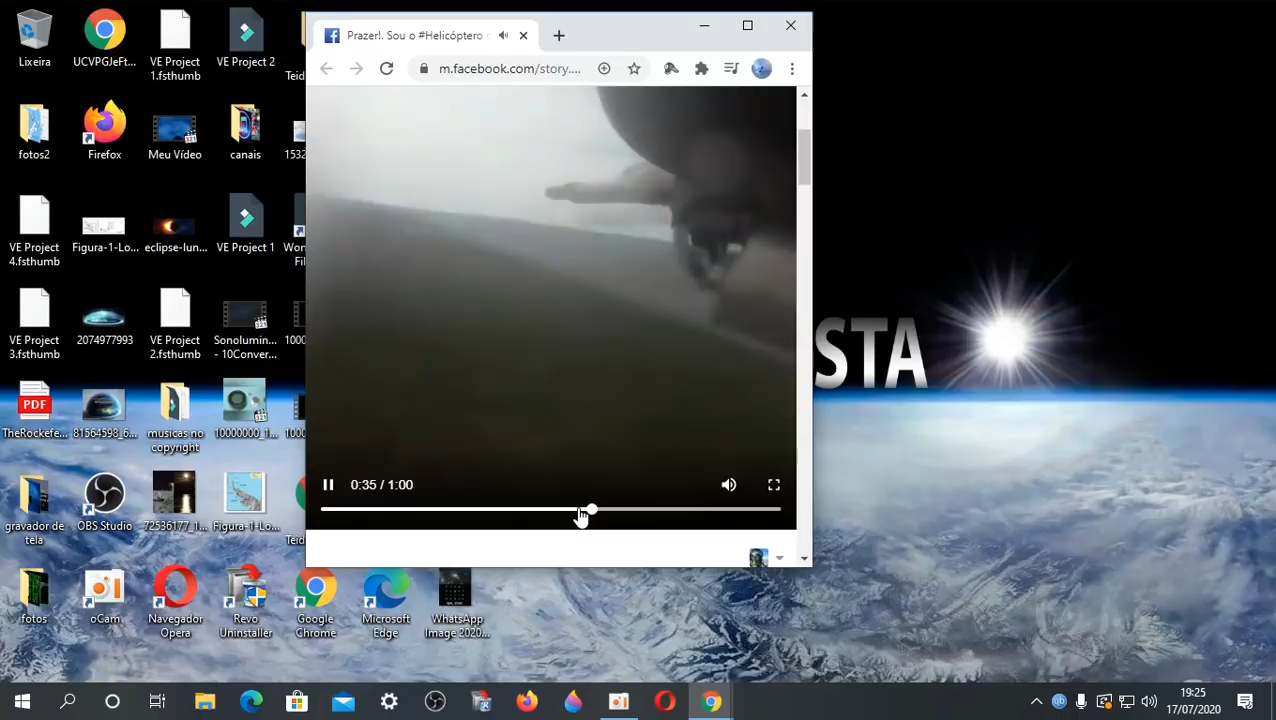 Prazer!. Sou o #Helicóptero
m.facebook.com/story....
Lixeira
UCVPGJeFt...
VE Project 1.fsthumb
VE Project 2
Teid
fotos2
Firefox
Meu Vídeo
canais
1532
VE Project 4.fsthumb
Figura-1-Lo...
eclipse-lun...
VE Project 1
Won
Fil
VE Project 3.fsthumb
2074977993
VE Project 2.fsthumb
Sonolumin...
- 10Conver...
1000
STA
PDF
TheRockefe...
81564598_6...
musicas no copyright
10000000_1...
1000
0:35 / 1:00
gravador de tela
OBS Studio
72536177_1...
Figura-1-Lo...
Teid
fotos
oCam
Navegador Opera
Revo Uninstaller
Google Chrome
Microsoft Edge
WhatsApp Image 2020...
19:25
17/07/2020